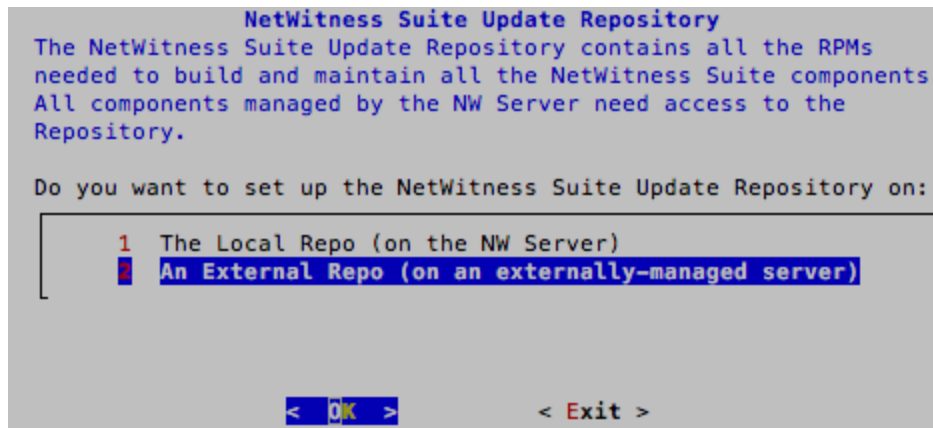 NetWitness Suite Update Repository
The NetWitness Suite Update Repository contains all the RPMs
needed to build and maintain all the NetWitness Suite components
All components managed by the NW Server need access to the
Repository.
Do you want to set up the NetWitness Suite Update Repository on:
1 The Local Repo (on the NW Server)
2 An External Repo (on an externally-managed server)
< OK > < Exit >